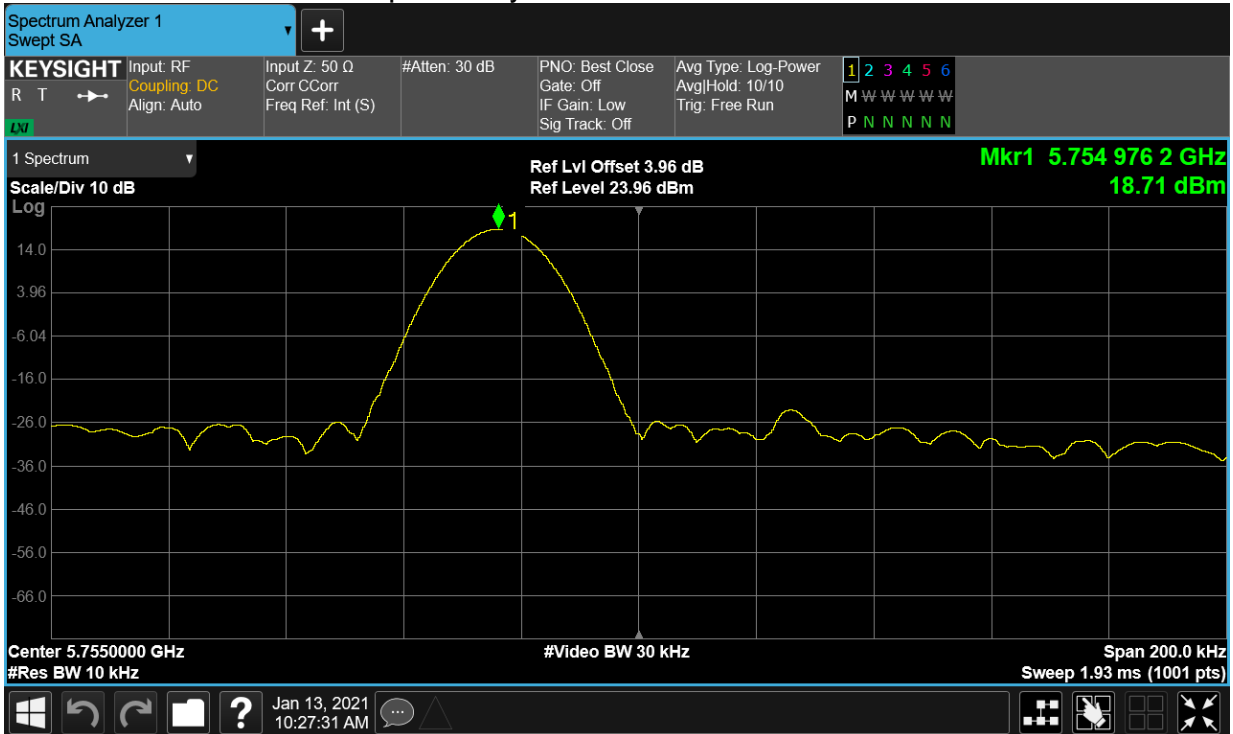 Spectrum Analyzer 1
Swept SA
KEYSIGHT
R T
LXI
Input: RF
Coupling: DC
Align: Auto
Input Z: 50 Ω
Corr CCorr
Freq Ref: Int (S)
#Atten: 30 dB
PNO: Best Close
Gate: Off
IF Gain: Low
Sig Track: Off
Avg Type: Log-Power
Avg|Hold: 10/10
Trig: Free Run
1 2 3 4 5 6
M W W W W W
P N N N N N
1 Spectrum
Scale/Div 10 dB
Ref Lvl Offset 3.96 dB
Ref Level 23.96 dBm
Mkr1 5.754 976 2 GHz
18.71 dBm
Log
1
14.0
3.96
-6.04
-16.0
-26.0
-36.0
-46.0
-56.0
-66.0
Center 5.7550000 GHz
#Res BW 10 kHz
#Video BW 30 kHz
Span 200.0 kHz
Sweep 1.93 ms (1001 pts)
?
Jan 13, 2021
10:27:31 AM